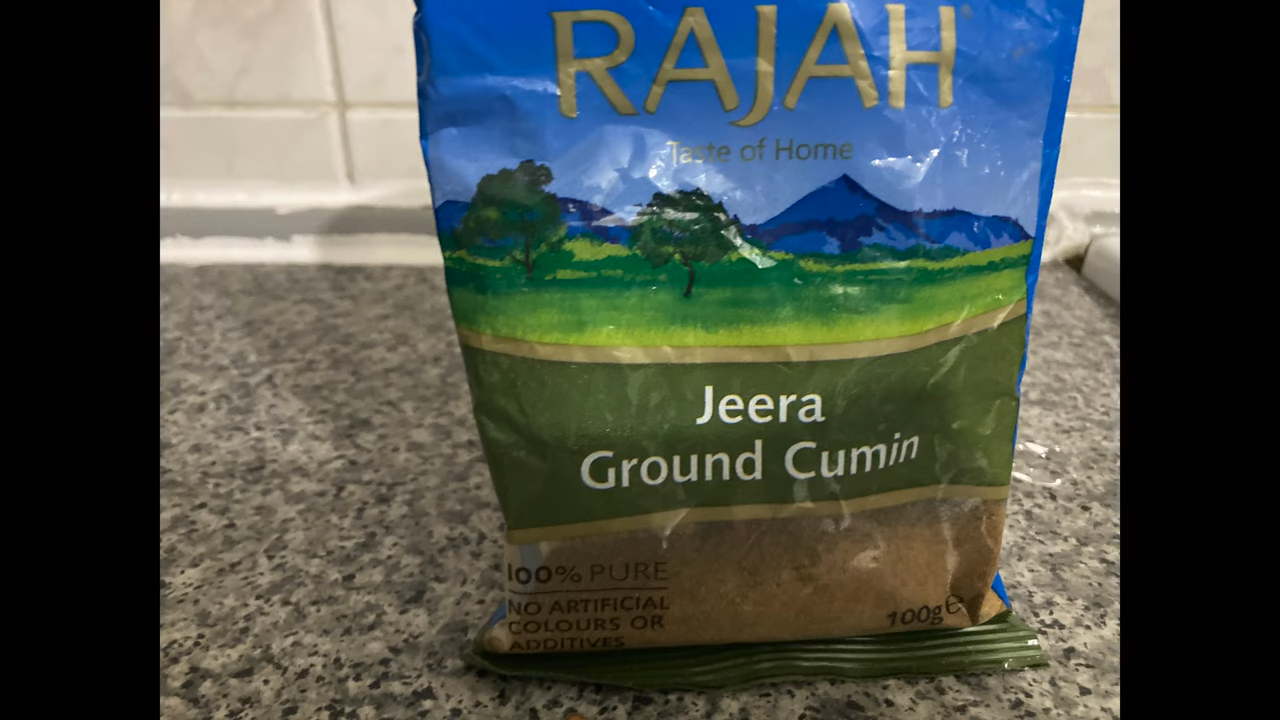 RAJAH
Taste of Home
Jeera
Ground Cumin
100% PURE
NO ARTIFICIAL
COLOURS OR
ADDITIVES
100g℮